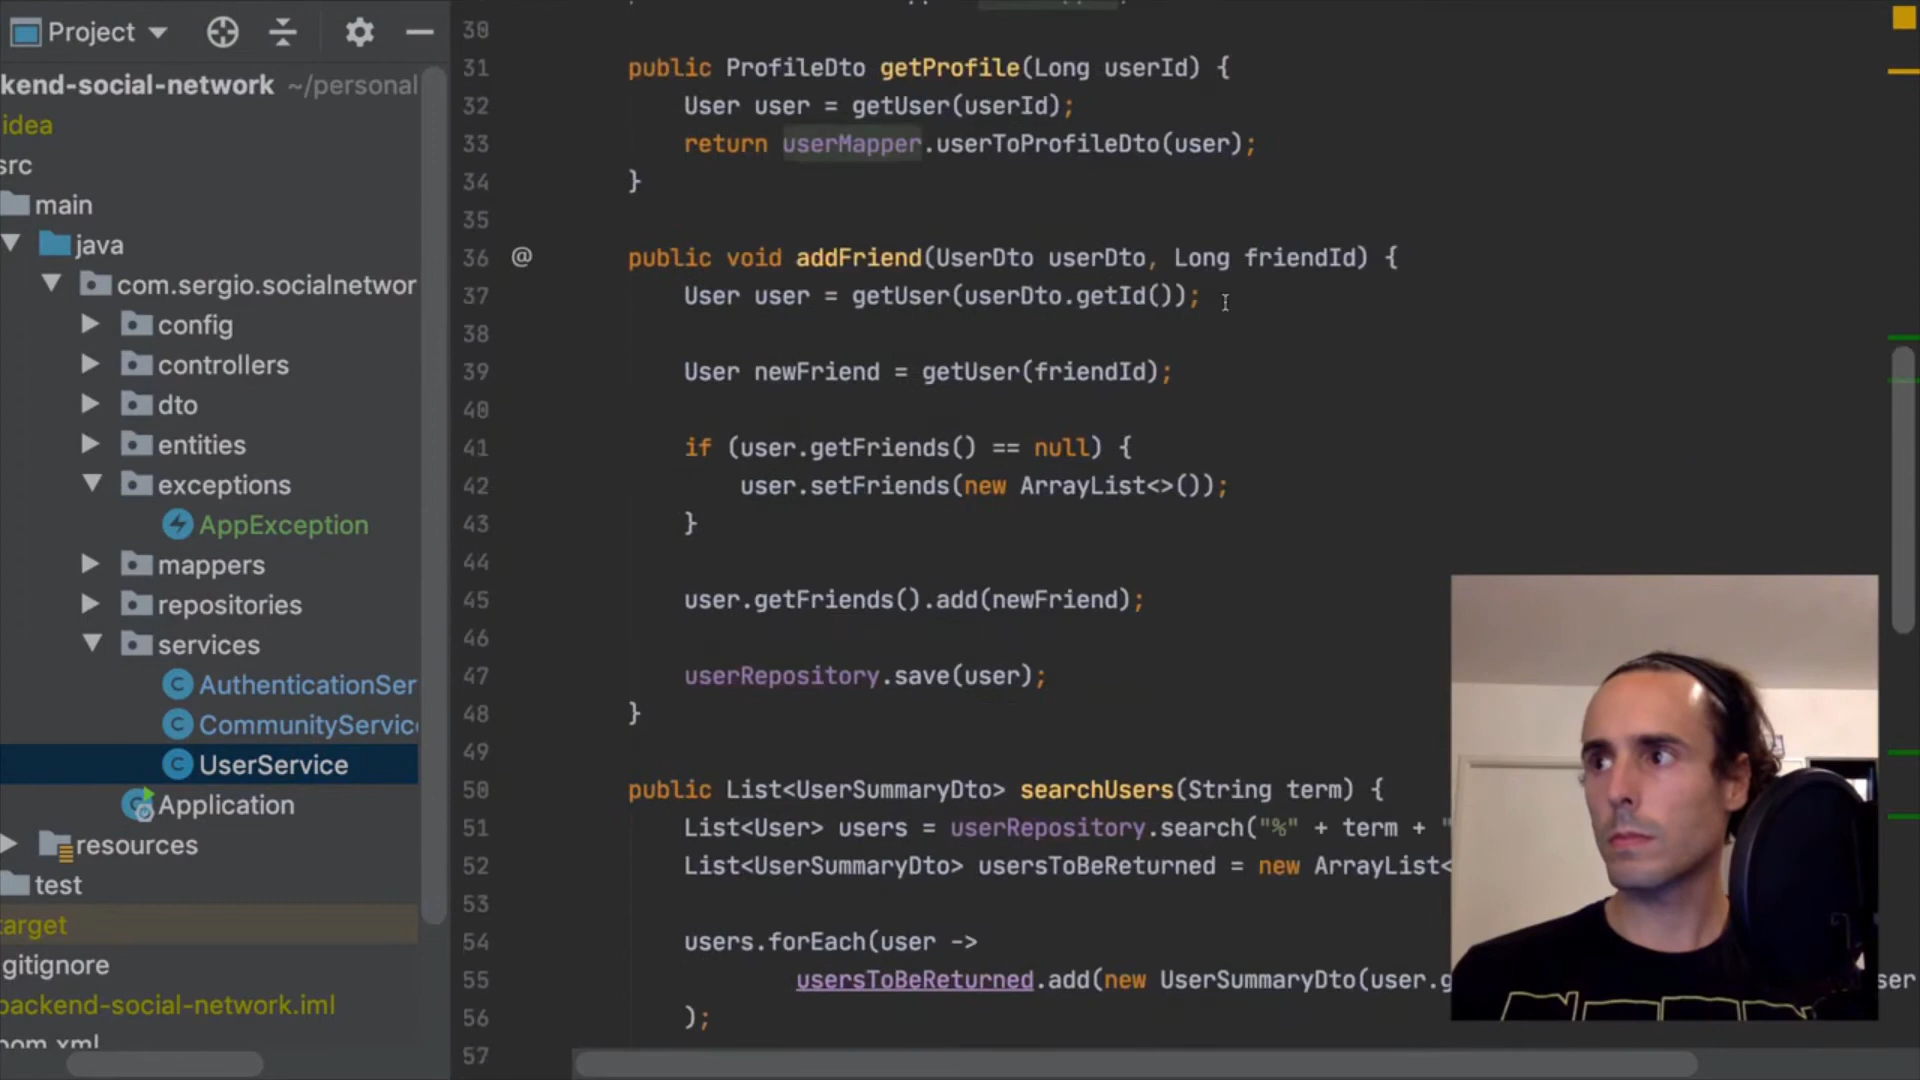 Project
kend-social-network ~/personal
idea
src
main
java
com.sergio.socialnetwor
config
controllers
dto
entities
exceptions
AppException
mappers
repositories
services
AuthenticationSer
CommunityService
UserService
Application
resources
test
target
gitignore
backend-social-network.iml
pom.xml
30
31 public ProfileDto getProfile(Long userId) {
32 User user = getUser(userId);
33 return userMapper.userToProfileDto(user);
34 }
35
36 @ public void addFriend(UserDto userDto, Long friendId) {
37 User user = getUser(userDto.getId());
38
39 User newFriend = getUser(friendId);
40
41 if (user.getFriends() == null) {
42 user.setFriends(new ArrayList<>());
43 }
44
45 user.getFriends().add(newFriend);
46
47 userRepository.save(user);
48 }
49
50 public List<UserSummaryDto> searchUsers(String term) {
51 List<User> users = userRepository.search("%" + term + "
52 List<UserSummaryDto> usersToBeReturned = new ArrayList<
53
54 users.forEach(user ->
55 usersToBeReturned.add(new UserSummaryDto(user.g ser
56 );
57